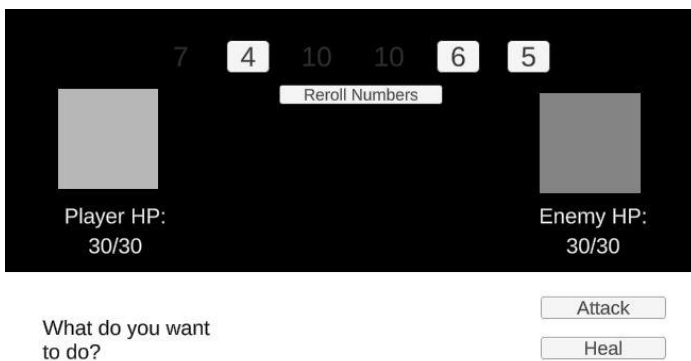 7 4 10 10 6 5
Reroll Numbers
Player HP:
30/30
Enemy HP:
30/30
What do you want
to do?
Attack
Heal